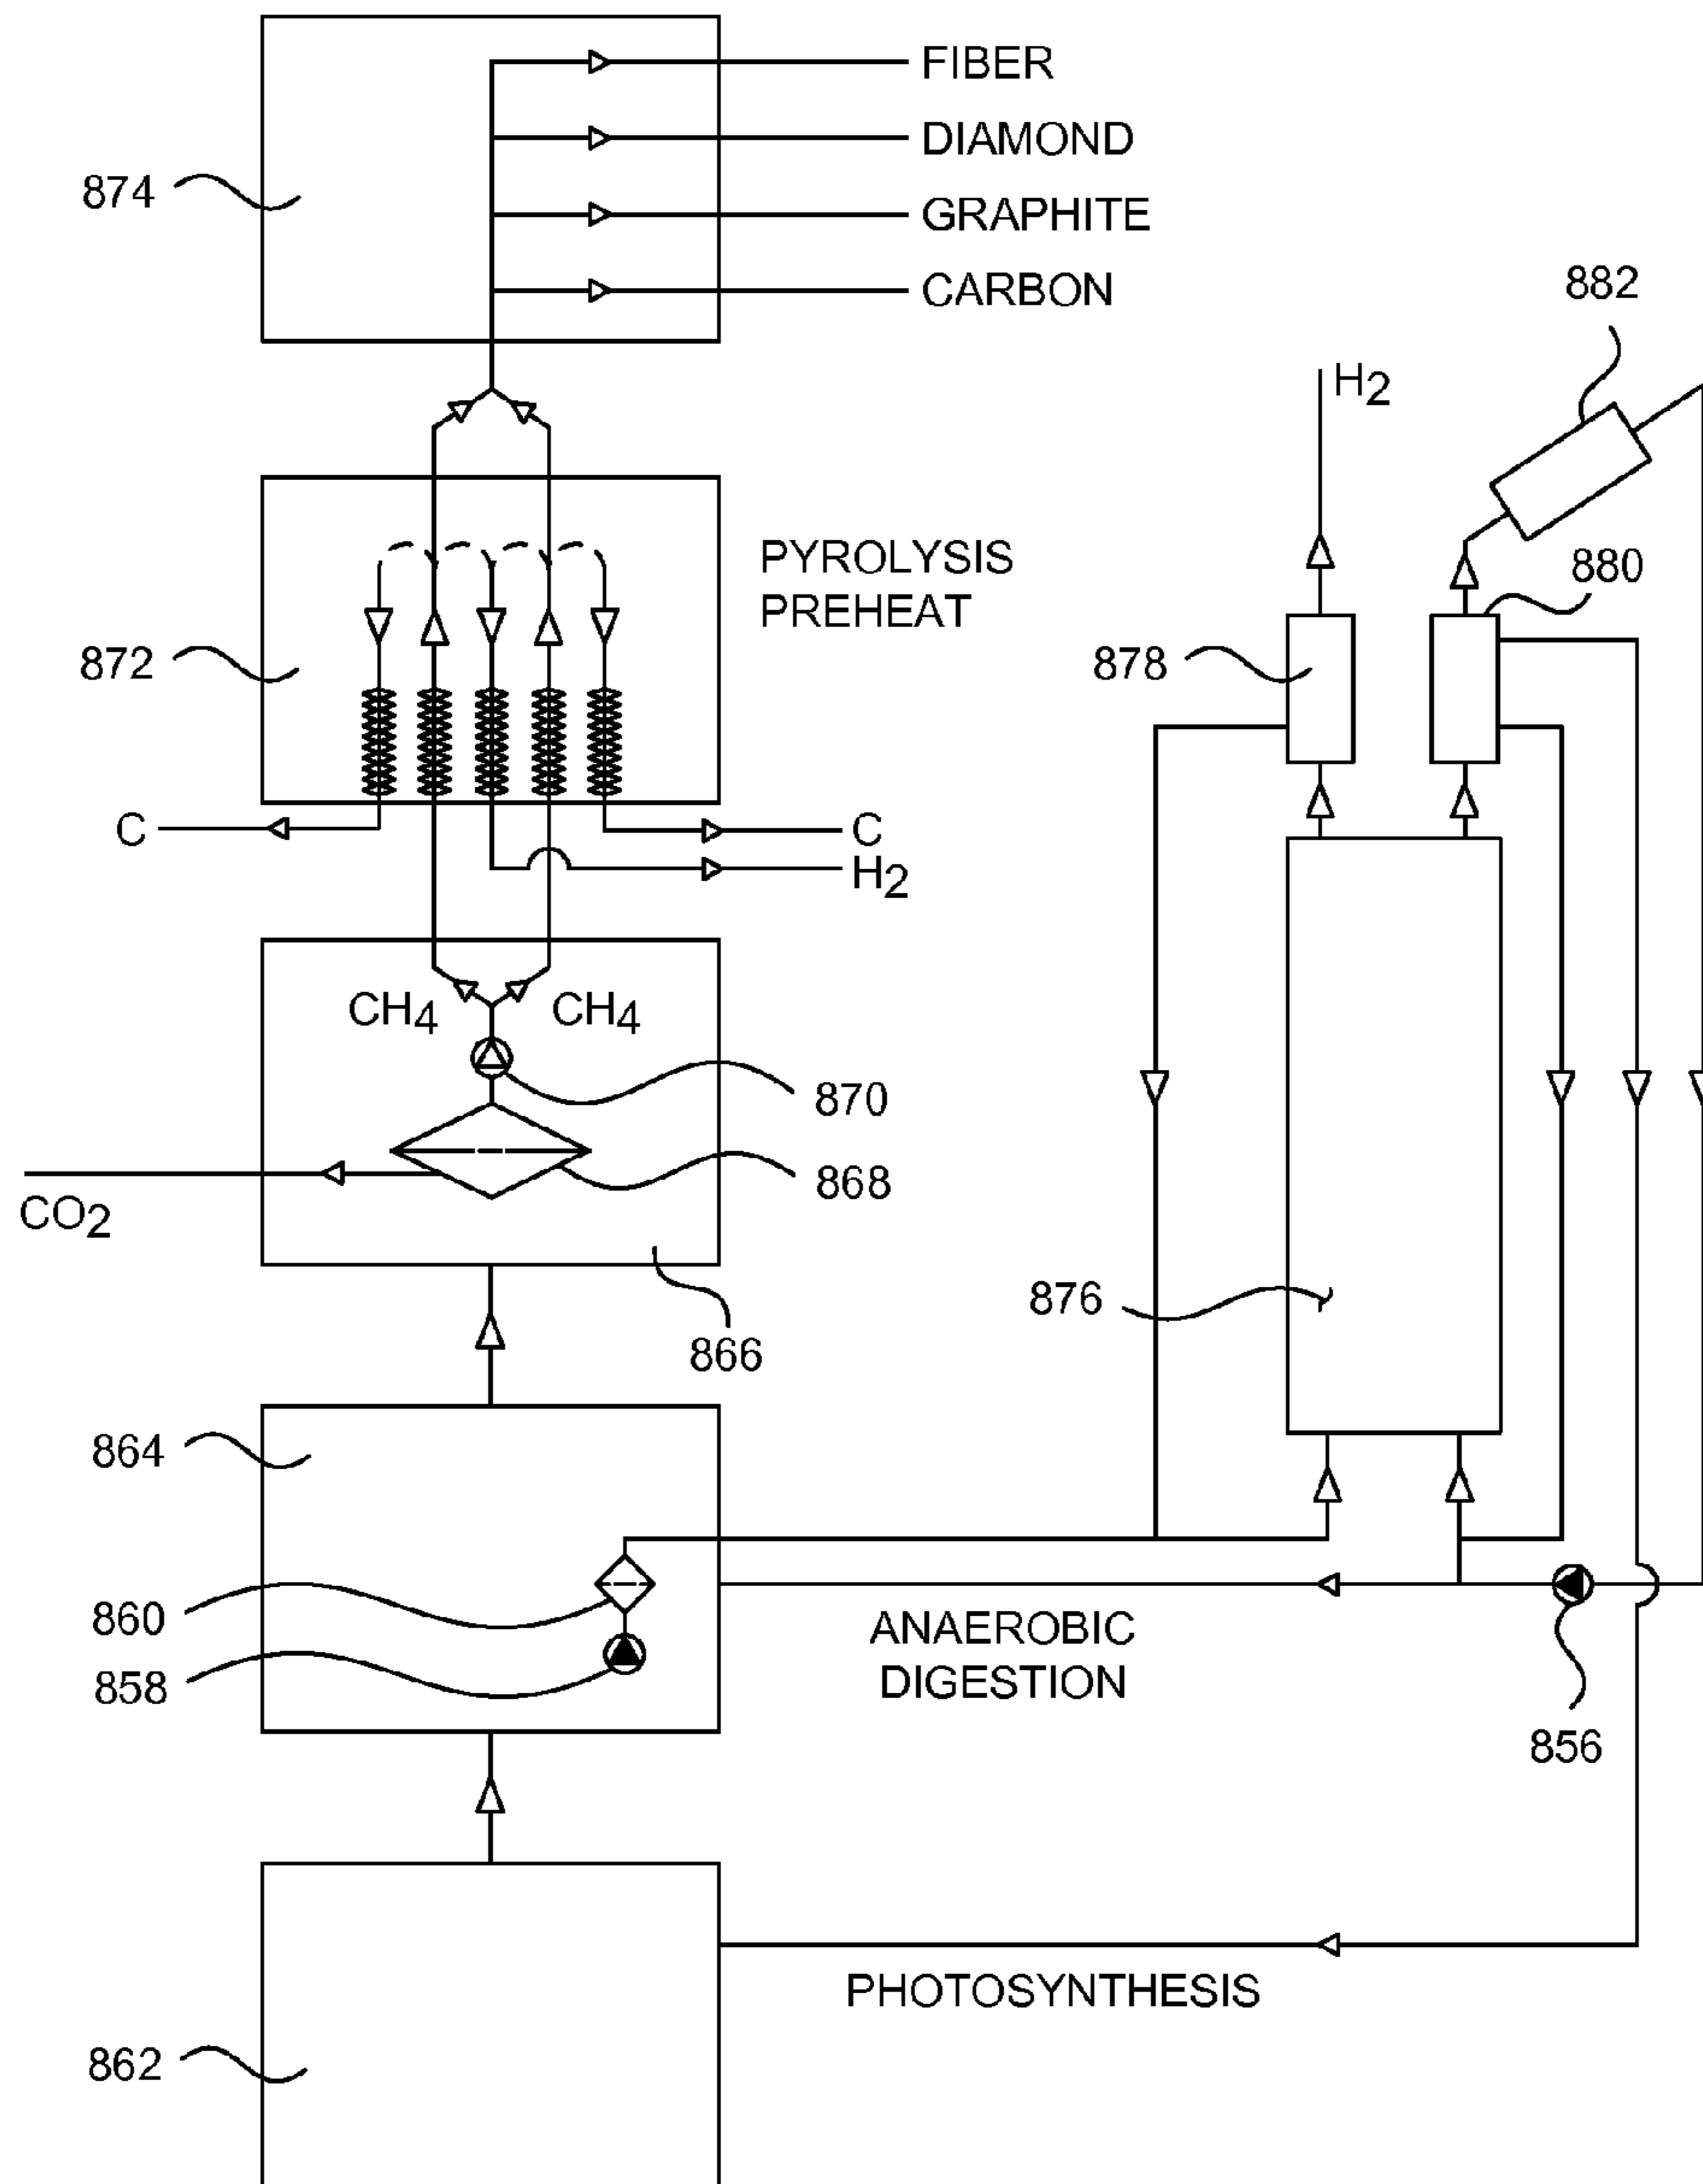 FIBER
DIAMOND
874
GRAPHITE
CARBON
882
H2
PYROLYSIS
PREHEAT
880
872
878
C
C
H2
CH4
CH4
870
868
CO2
876
866
864
860
ANAEROBIC
DIGESTION
858
856
PHOTOSYNTHESIS
862